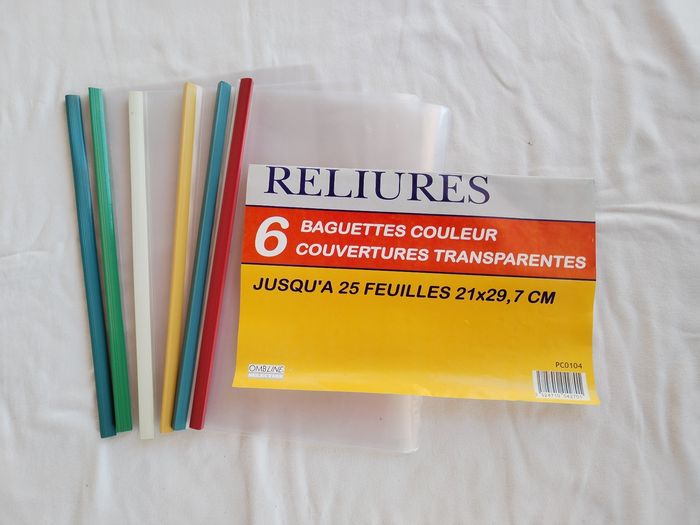 RELIURES
6 BAGUETTES COULEUR
COUVERTURES TRANSPARENTES
JUSQU'A 25 FEUILLES 21x29,7 CM
OMBLINE
PC0104